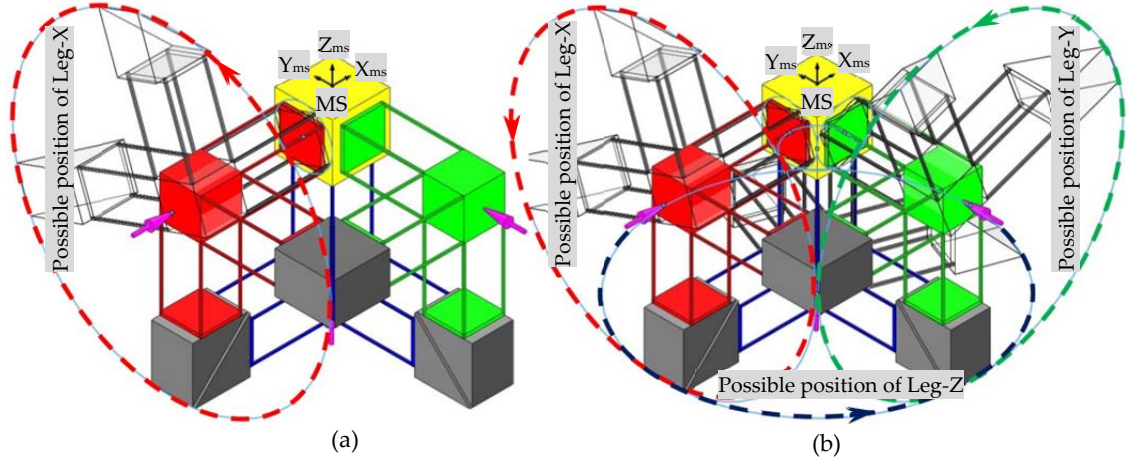 Possible position of Leg-X
Zms
Yms
Xms
MS
(a)
Possible position of Leg-X
Zms
Yms
Xms
MS
Possible position of Leg-Y
Possible position of Leg-Z
(b)